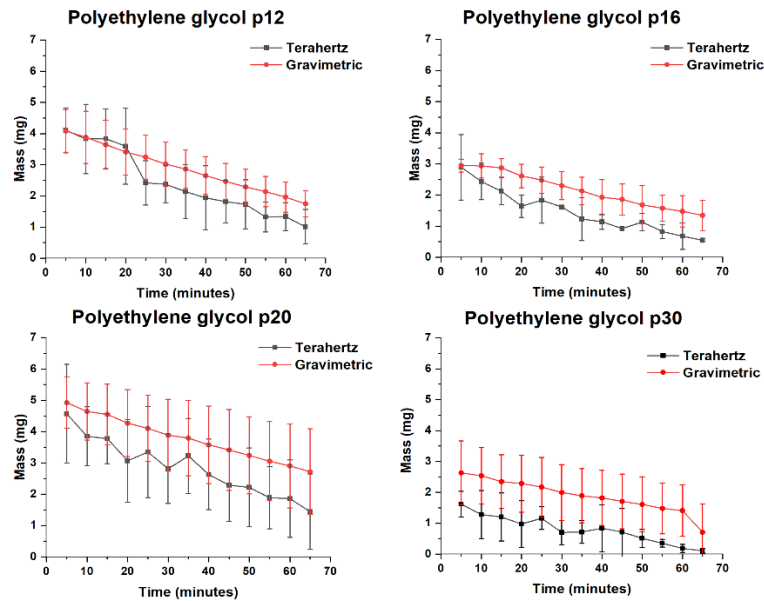 Polyethylene glycol p12
Terahertz
Gravimetric
7
6
5
4
3
2
1
0
Mass (mg)
0 10 20 30 40 50 60 70
Time (minutes)
Polyethylene glycol p16
Terahertz
Gravimetric
7
6
5
4
3
2
1
0
Mass (mg)
0 10 20 30 40 50 60 70
Time (minutes)
Polyethylene glycol p20
Terahertz
Gravimetric
7
6
5
4
3
2
1
0
Mass (mg)
0 10 20 30 40 50 60 70
Time (minutes)
Polyethylene glycol p30
Terahertz
Gravimetric
7
6
5
4
3
2
1
0
Mass (mg)
0 10 20 30 40 50 60 70
Time (minutes)